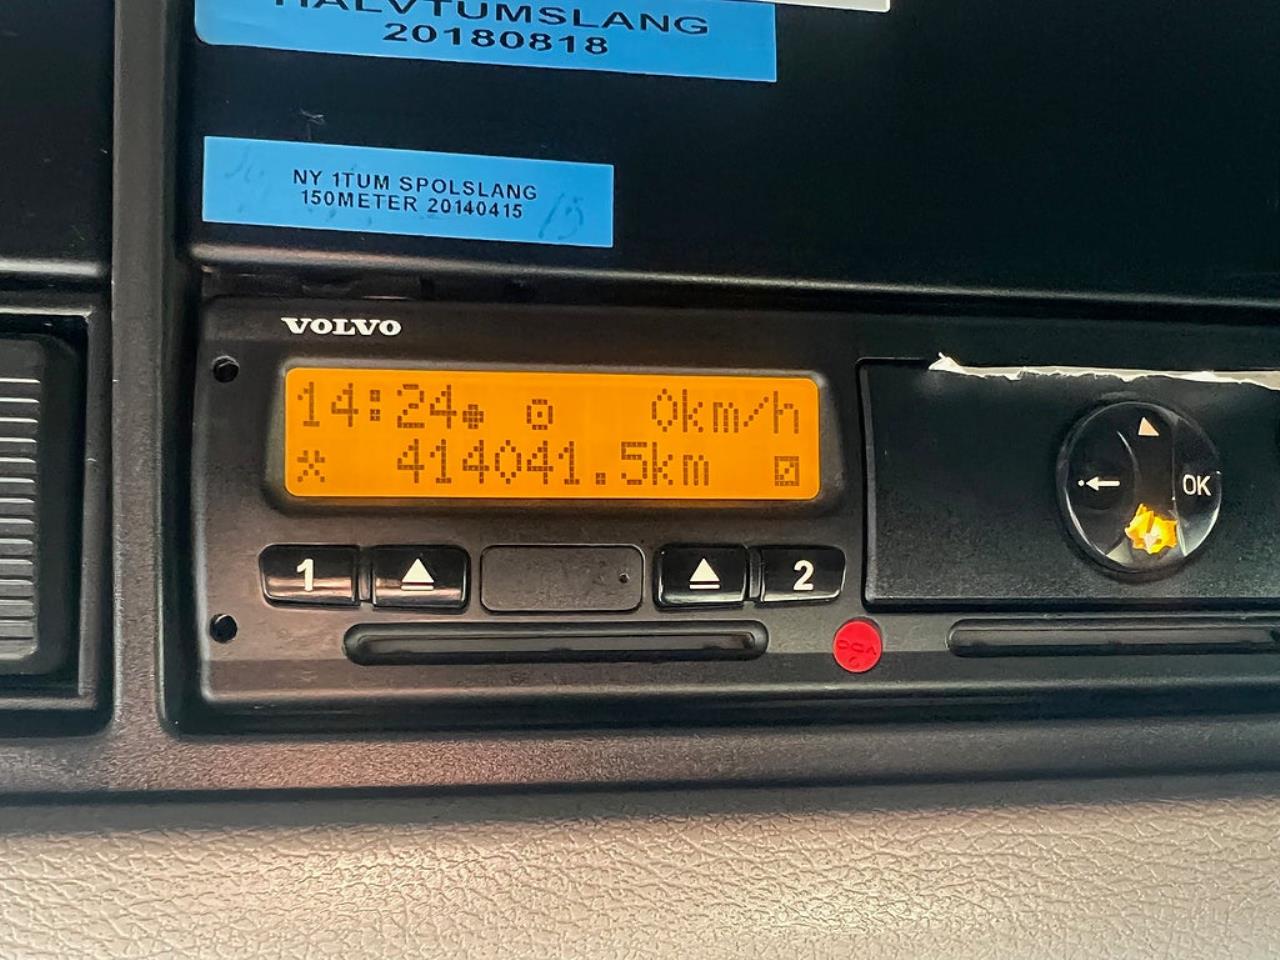 HALVTUMSLANG
20180818
NY 1TUM SPOLSLANG
150METER 20140415
VOLVO
14:24 0km/h
414041.5km
OK
1 2